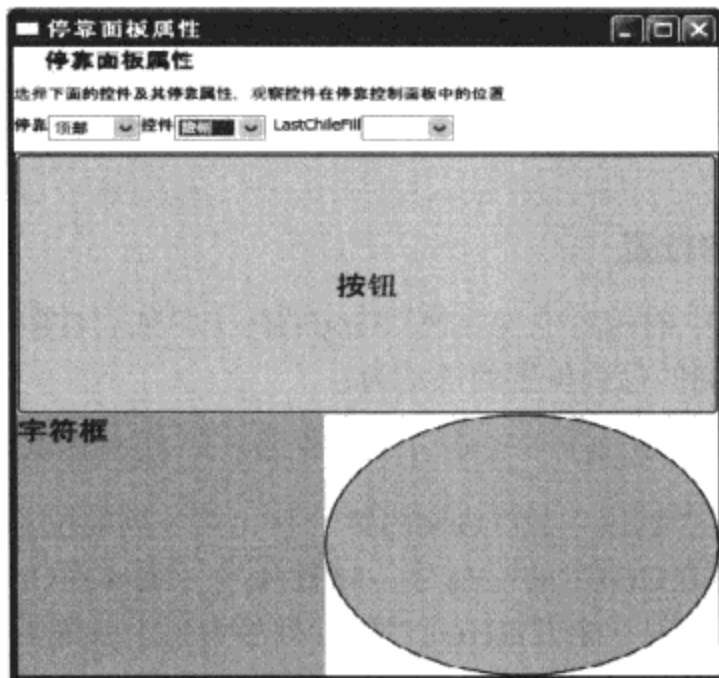 停靠面板属性
停靠面板属性
选择下面的控件及其停靠属性、观察控件在停靠控制面板中的位置
停靠 顶部 控件 按钮 LastChileFill
按钮
字符框